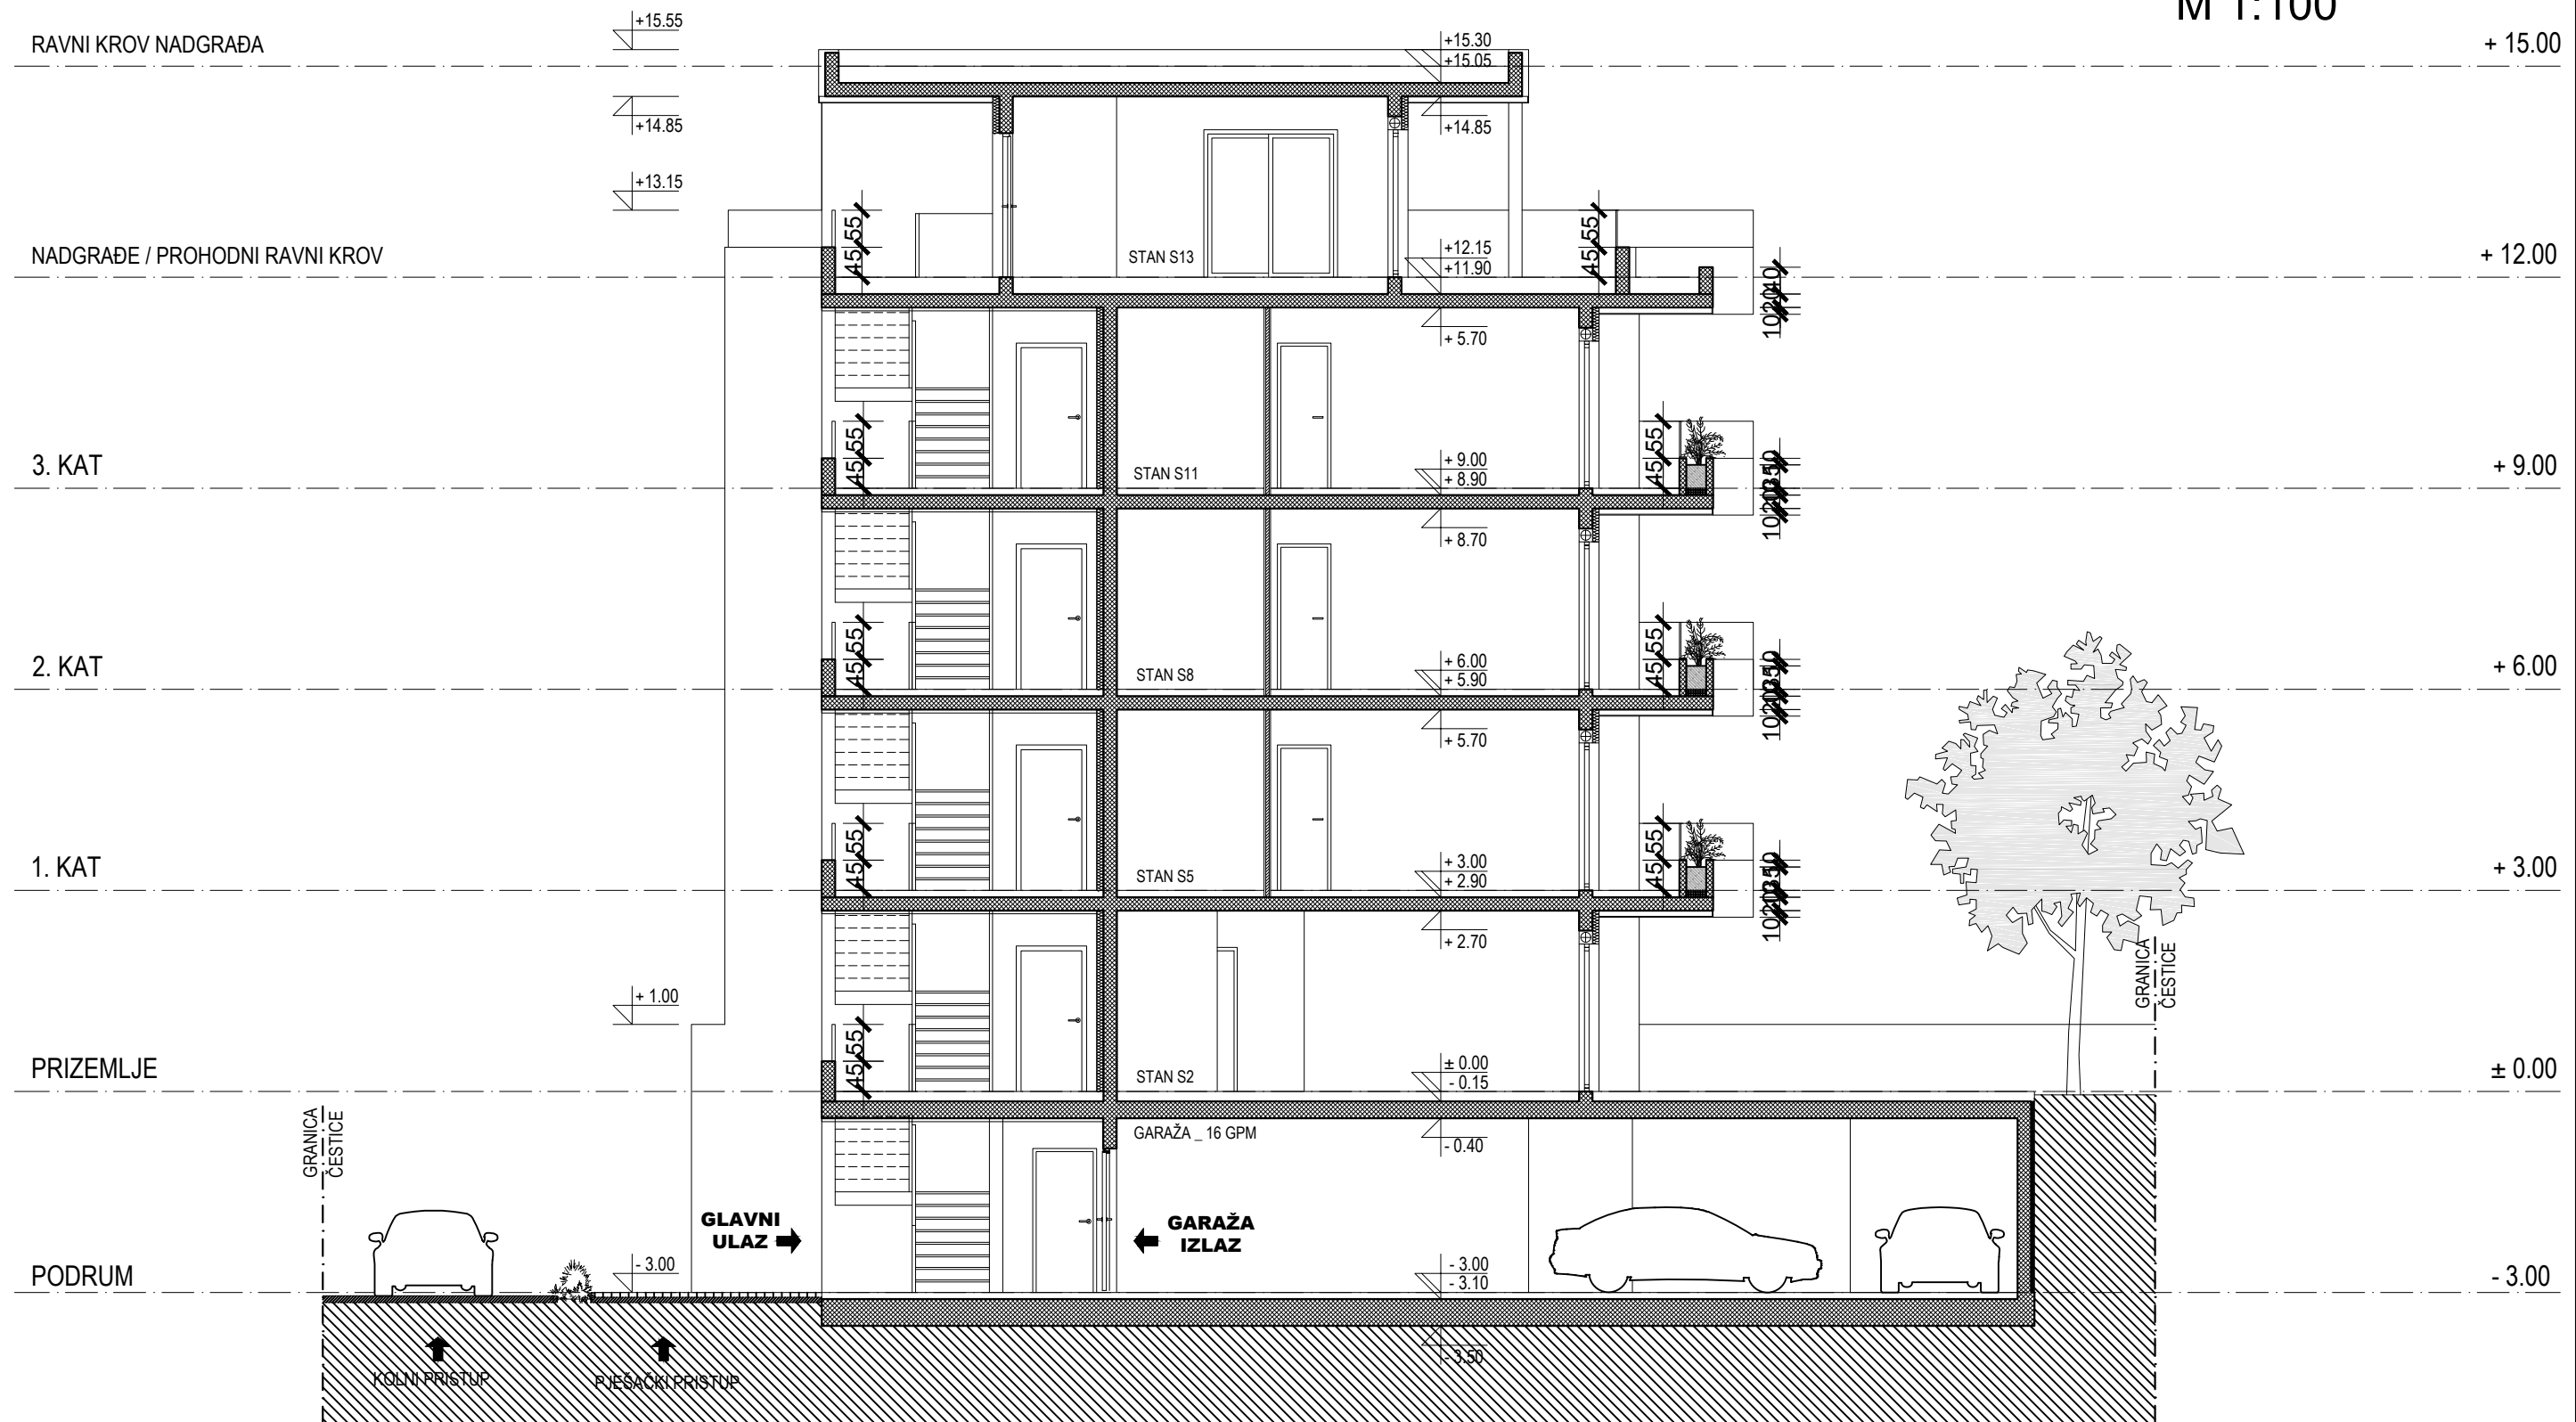 M 1:100
+15.55
RAVNI KROV NADGRAĐA
+15.30
+15.05
+ 15.00
+14.85
+14.85
+13.15
45 55
45 55
NADGRAĐE / PROHODNI RAVNI KROV
STAN S13
+12.15
+11.90
+ 12.00
102040
+ 5.70
45 55
45 55
3. KAT
STAN S11
+ 9.00
+ 8.90
+ 9.00
+ 8.70
45 55
45 55
2. KAT
STAN S8
+ 6.00
+ 5.90
+ 6.00
+ 5.70
45 55
45 55
1. KAT
STAN S5
+ 3.00
+ 2.90
+ 3.00
+ 2.70
GRANICA
ČESTICE
+ 1.00
45 55
PRIZEMLJE
STAN S2
± 0.00
- 0.15
± 0.00
GRANICA
ČESTICE
GARAŽA _ 16 GPM
- 0.40
GLAVNI
ULAZ
GARAŽA
IZLAZ
PODRUM
- 3.00
- 3.00
- 3.10
- 3.00
- 3.50
KOLNI PRISTUP
PJEŠAČKI PRISTUP